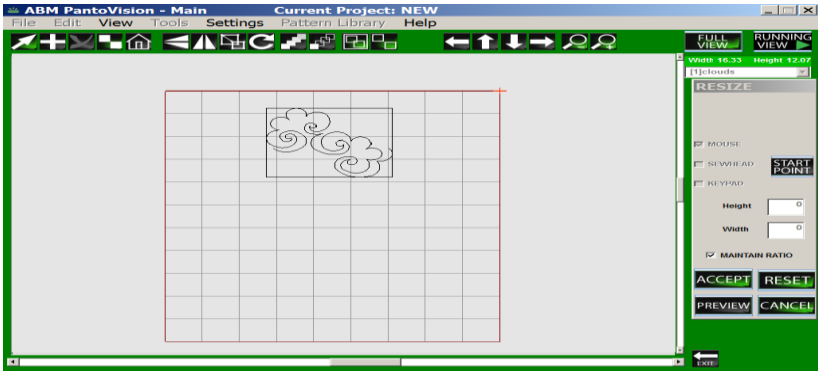 ABM PantoVision - Main Current Project: NEW
File Edit View Tools Settings Pattern Library Help
FULL VIEW
RUNNING VIEW
Width 16.33 Height 12.07
[1]clouds
RESIZE
MOUSE
SEWHEAD
START POINT
KEYPAD
Height 0
Width 0
MAINTAIN RATIO
ACCEPT RESET
PREVIEW CANCEL
EXIT